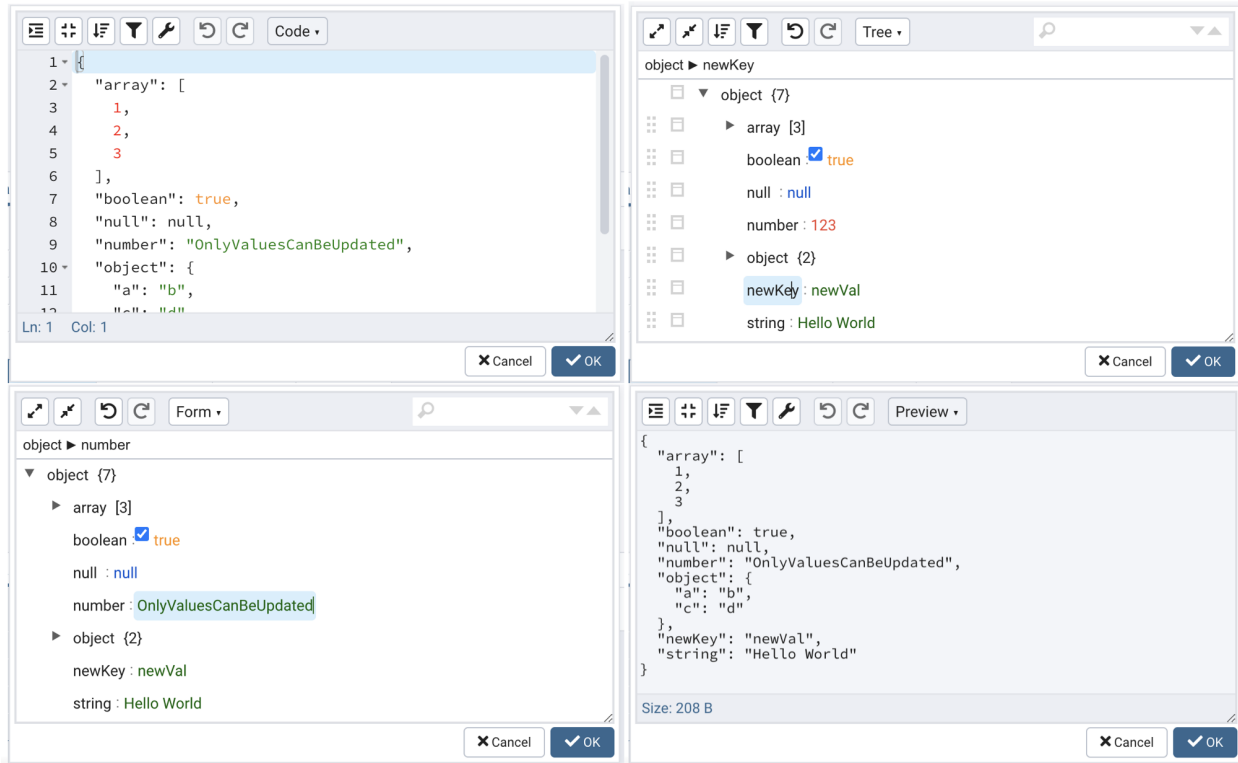 Code ▾
1 {
2 "array": [
3 1,
4 2,
5 3
6 ],
7 "boolean": true,
8 "null": null,
9 "number": "OnlyValuesCanBeUpdated",
10 "object": {
11 "a": "b",
12 "c": "d"
Ln: 1 Col: 1
Cancel OK
Tree ▾
object ► newKey
object {7}
array [3]
boolean : true
null : null
number : 123
object {2}
newKey : newVal
string : Hello World
Cancel OK
Form ▾
object ► number
object {7}
array [3]
boolean : true
null : null
number : OnlyValuesCanBeUpdated
object {2}
newKey : newVal
string : Hello World
Cancel OK
Preview ▾
{
"array": [
1,
2,
3
],
"boolean": true,
"null": null,
"number": "OnlyValuesCanBeUpdated",
"object": {
"a": "b",
"c": "d"
},
"newKey": "newVal",
"string": "Hello World"
}
Size: 208 B
Cancel OK